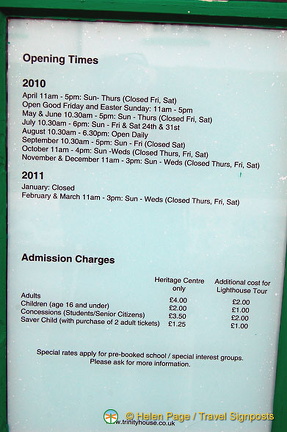 Opening Times
2010
April 11am - 5pm: Sun- Thurs (Closed Fri, Sat)
Open Good Friday and Easter Sunday: 11am - 5pm
May & June 10.30am - 5pm: Sun - Thurs (Closed Fri, Sat)
July 10.30am - 6pm: Sun - Fri & Sat 24th & 31st
August 10.30am - 6.30pm: Open Daily
September 10.30am - 5pm: Sun - Fri (Closed Sat)
October 11am - 4pm: Sun -Weds (Closed Thurs, Fri, Sat)
November & December 11am - 3pm: Sun - Weds (Closed Thurs, Fri, Sat)
2011
January: Closed
February & March 11am - 3pm: Sun - Weds (Closed Thurs, Fri, Sat)
Admission Charges
Heritage Centre only Additional cost for Lighthouse Tour
Adults £4.00 £2.00
Children (age 16 and under) £2.00 £1.00
Concessions (Students/Senior Citizens) £3.50 £2.00
Saver Child (with purchase of 2 adult tickets) £1.25 £1.00
Special rates apply for pre-booked school / special interest groups.
Please ask for more information.
© Helen Page / Travel Signposts
www.trinityhouse.co.uk